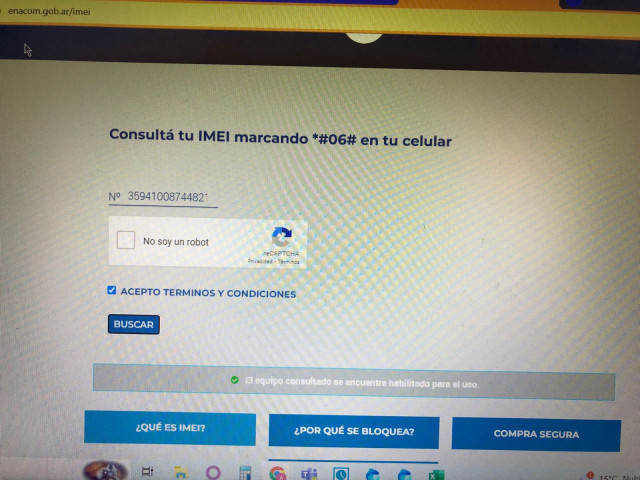 enacom.gob.ar/imei
Consultá tu IMEI marcando *#06# en tu celular
Nº 3594100874482
No soy un robot
reCAPTCHA
Privacidad - Términos
ACEPTO TERMINOS Y CONDICIONES
BUSCAR
El equipo consultado se encuentra habilitado para el uso.
¿QUÉ ES IMEI?
¿POR QUÉ SE BLOQUEA?
COMPRA SEGURA
15°C